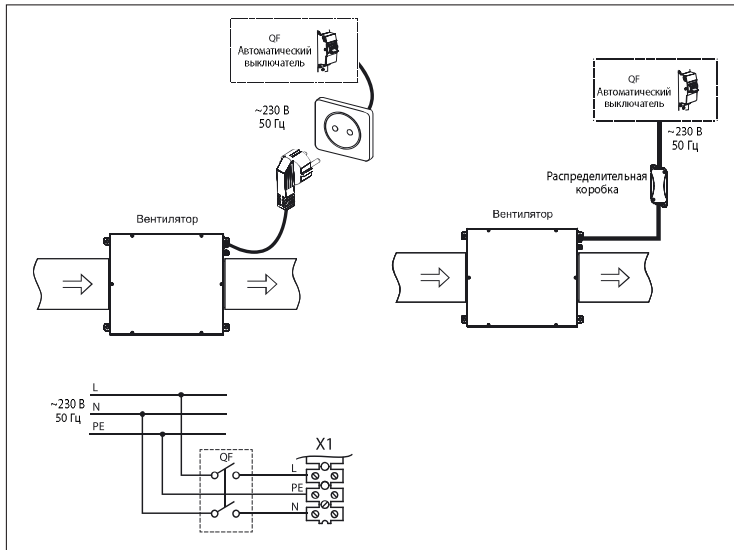 QF
Автоматический
выключатель
~230 В
50 Гц
Вентилятор
QF
Автоматический
выключатель
~230 В
50 Гц
Распределительная
коробка
Вентилятор
~230 В
50 Гц
L
N
PE
QF
X1
L
PE
N